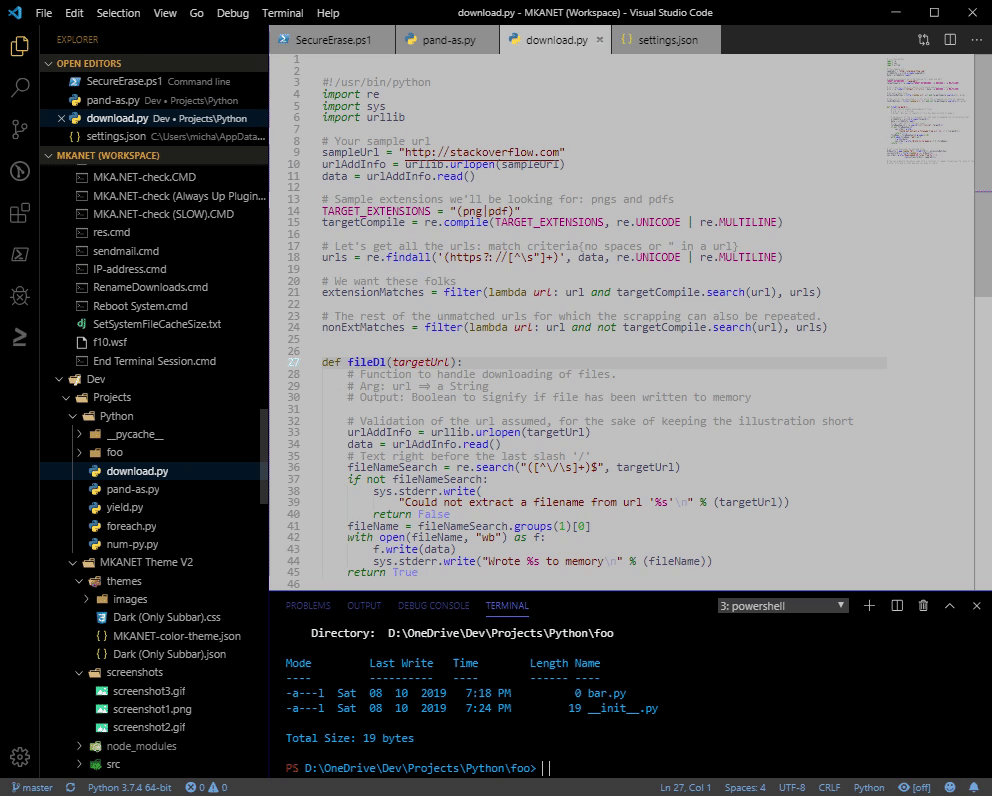 File Edit Selection View Go Debug Terminal Help
download.py - MKANET (Workspace) - Visual Studio Code
EXPLORER
OPEN EDITORS
SecureErase.ps1 Command line
pand-as.py Dev • Projects\Python
download.py Dev • Projects\Python
{ } settings.json C:\Users\micha\AppData...
MKANET (WORKSPACE)
MKA.NET-check.CMD
MKA.NET-check (Always Up Plugin...
MKA.NET-check (SLOW).CMD
res.cmd
sendmail.cmd
IP-address.cmd
RenameDownloads.cmd
Reboot System.cmd
dj SetSystemFileCacheSize.txt
f10.wsf
End Terminal Session.cmd
Dev
Projects
Python
__pycache__
foo
download.py
pand-as.py
yield.py
foreach.py
num-py.py
MKANET Theme V2
themes
images
Dark (Only Subbar).css
{ } MKANET-color-theme.json
{ } Dark (Only Subbar).json
screenshots
screenshot3.gif
screenshot1.png
screenshot2.gif
node_modules
src
SecureErase.ps1 pand-as.py download.py { } settings.json
1
2
3 #!/usr/bin/python
4 import re
5 import sys
6 import urllib
7
8 # Your sample url
9 sampleUrl = "http://stackoverflow.com"
10 urlAddInfo = urllib.urlopen(sampleUrl)
11 data = urlAddInfo.read()
12
13 # Sample extensions we'll be looking for: pngs and pdfs
14 TARGET_EXTENSIONS = "(png|pdf)"
15 targetCompile = re.compile(TARGET_EXTENSIONS, re.UNICODE | re.MULTILINE)
16
17 # Let's get all the urls: match criteria{no spaces or " in a url}
18 urls = re.findall('(https?://[^\s"]+)', data, re.UNICODE | re.MULTILINE)
19
20 # We want these folks
21 extensionMatches = filter(lambda url: url and targetCompile.search(url), urls)
22
23 # The rest of the unmatched urls for which the scrapping can also be repeated.
24 nonExtMatches = filter(lambda url: url and not targetCompile.search(url), urls)
25
26
27 def fileDl(targetUrl):
28 # Function to handle downloading of files.
29 # Arg: url => a String
30 # Output: Boolean to signify if file has been written to memory
31
32 # Validation of the url assumed, for the sake of keeping the illustration short
33 urlAddInfo = urllib.urlopen(targetUrl)
34 data = urlAddInfo.read()
35 # Text right before the last slash '/'
36 fileNameSearch = re.search("([^\/\s]+)$", targetUrl)
37 if not fileNameSearch:
38 sys.stderr.write(
39 "Could not extract a filename from url '%s'\n" % (targetUrl))
40 return False
41 fileName = fileNameSearch.groups(1)[0]
42 with open(fileName, "wb") as f:
43 f.write(data)
44 sys.stderr.write("Wrote %s to memory\n" % (fileName))
45 return True
46
PROBLEMS OUTPUT DEBUG CONSOLE TERMINAL 3: powershell
Directory: D:\OneDrive\Dev\Projects\Python\foo
Mode Last Write Time Length Name
---- ---------- ---- ------ ----
-a---l Sat 08 10 2019 7:18 PM 0 bar.py
-a---l Sat 08 10 2019 7:24 PM 19 __init__.py
Total Size: 19 bytes
PS D:\OneDrive\Dev\Projects\Python\foo>
master Python 3.7.4 64-bit 0 0 Ln 27, Col 1 Spaces: 4 UTF-8 CRLF Python [off]